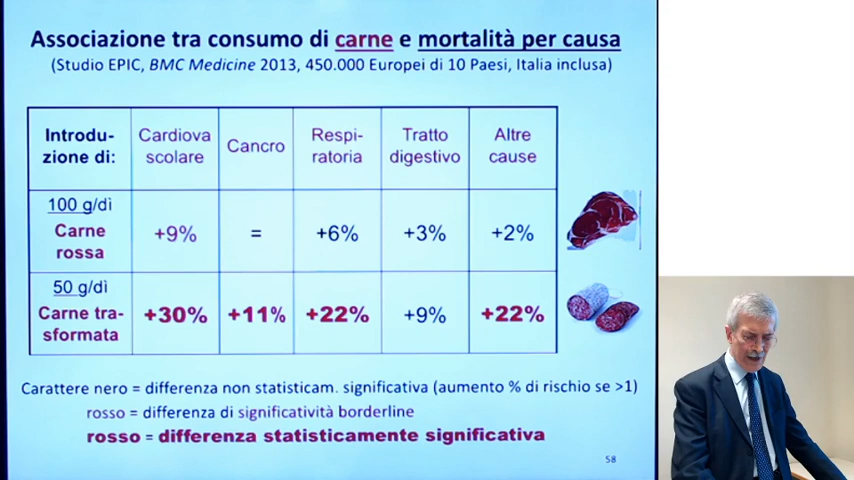 Associazione tra consumo di carne e mortalità per causa
(Studio EPIC, BMC Medicine 2013, 450.000 Europei di 10 Paesi, Italia inclusa)
Introdu-
zione di:
Cardiova
scolare
Cancro
Respi-
ratoria
Tratto
digestivo
Altre
cause
100 g/dì
Carne
rossa
+9%
=
+6%
+3%
+2%
50 g/dì
Carne tra-
sformata
+30%
+11%
+22%
+9%
+22%
Carattere nero = differenza non statisticam. significativa (aumento % di rischio se >1)
rosso = differenza di significatività borderline
rosso = differenza statisticamente significativa
58